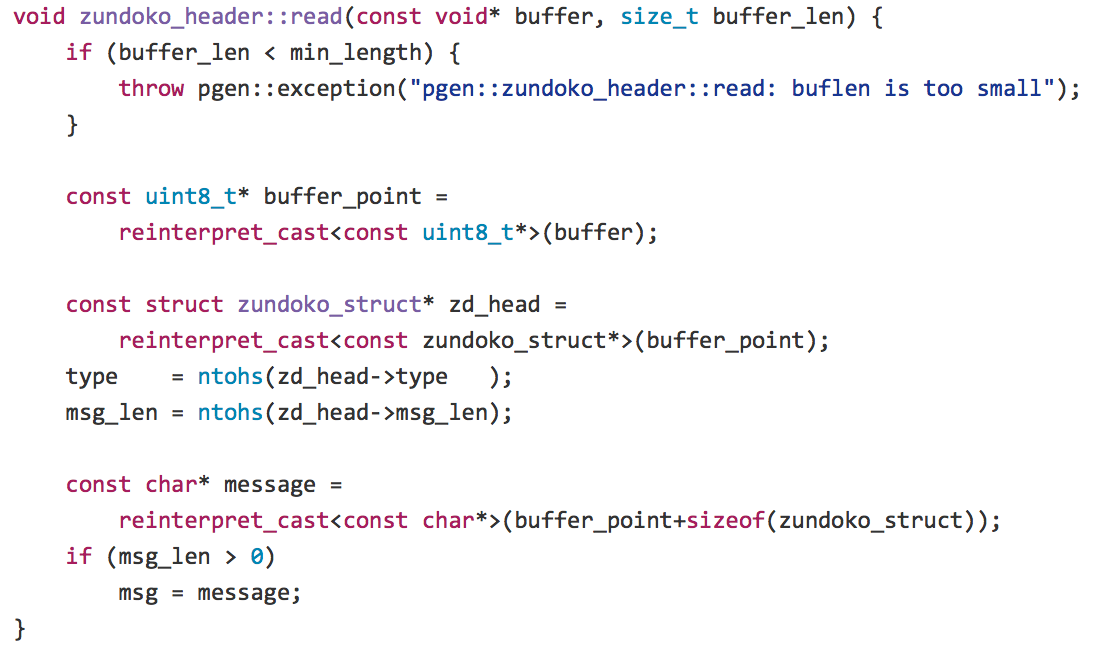 void zundoko_header::read(const void* buffer, size_t buffer_len) {
    if (buffer_len < min_length) {
        throw pgen::exception("pgen::zundoko_header::read: buflen is too small");
    }

    const uint8_t* buffer_point =
        reinterpret_cast<const uint8_t*>(buffer);

    const struct zundoko_struct* zd_head =
        reinterpret_cast<const zundoko_struct*>(buffer_point);
    type    = ntohs(zd_head->type   );
    msg_len = ntohs(zd_head->msg_len);

    const char* message =
        reinterpret_cast<const char*>(buffer_point+sizeof(zundoko_struct));
    if (msg_len > 0)
        msg = message;
}